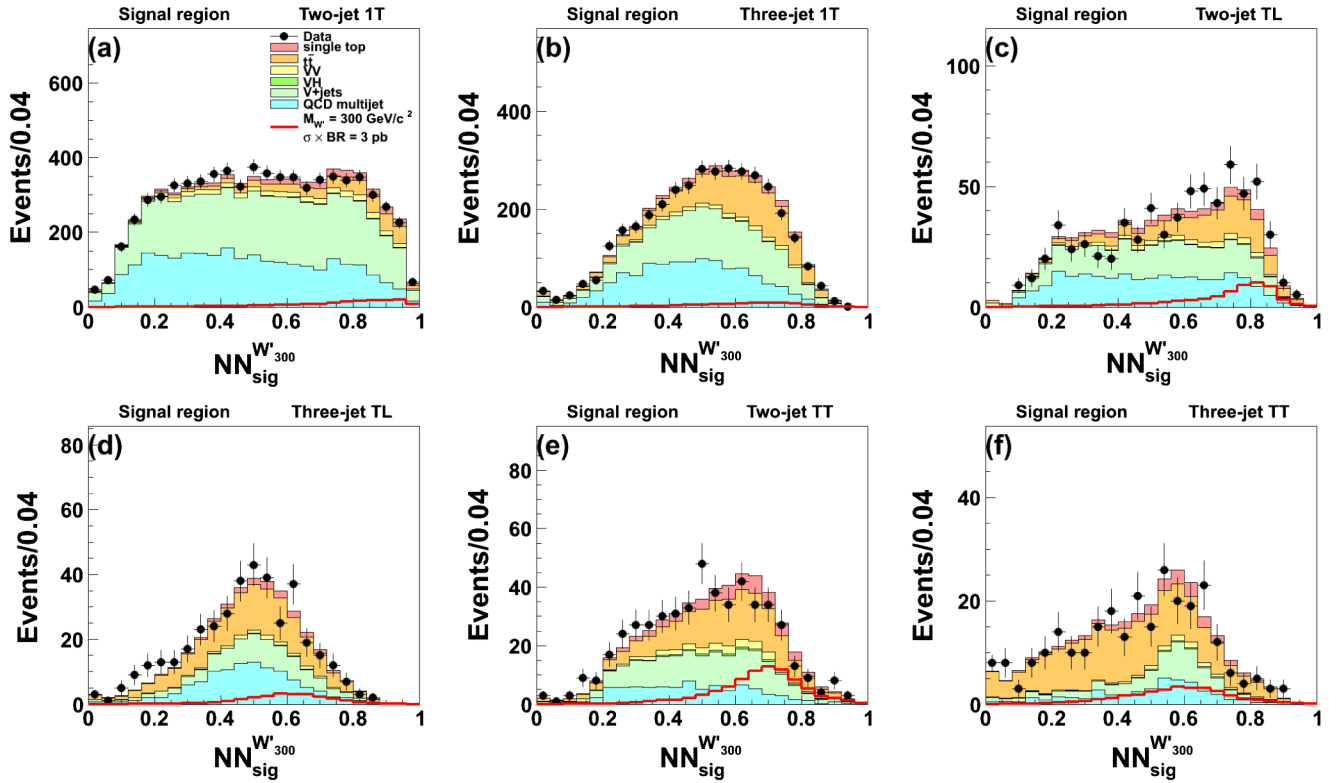 Signal region Two-jet 1T
(a)
Data
single top
tt̄
VV
VH
V+jets
QCD multijet
M_W' = 300 GeV/c²
σ × BR = 3 pb
Events/0.04
600
400
200
0
0 0.2 0.4 0.6 0.8 1
NN_sig^W'300
Signal region Three-jet 1T
(b)
Events/0.04
400
200
0
0 0.2 0.4 0.6 0.8 1
NN_sig^W'300
Signal region Two-jet TL
(c)
Events/0.04
100
50
0
0 0.2 0.4 0.6 0.8 1
NN_sig^W'300
Signal region Three-jet TL
(d)
Events/0.04
80
60
40
20
0
0 0.2 0.4 0.6 0.8 1
NN_sig^W'300
Signal region Two-jet TT
(e)
Events/0.04
80
60
40
20
0
0 0.2 0.4 0.6 0.8 1
NN_sig^W'300
Signal region Three-jet TT
(f)
Events/0.04
40
20
0
0 0.2 0.4 0.6 0.8 1
NN_sig^W'300